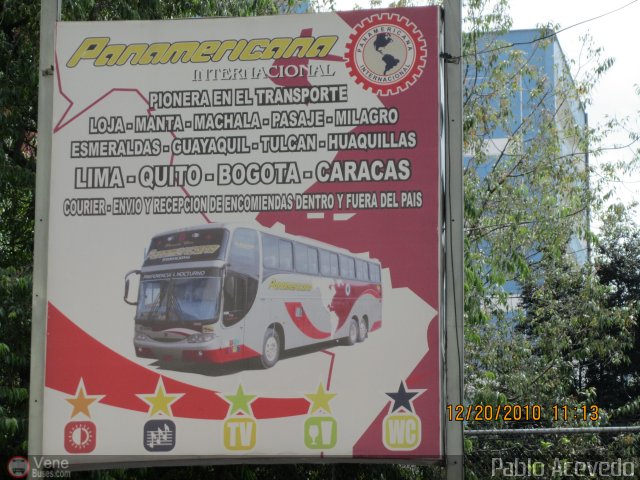 Panamericana
INTERNACIONAL
PANAMERICANA
INTERNACIONAL
PIONERA EN EL TRANSPORTE
LOJA - MANTA - MACHALA - PASAJE - MILAGRO
ESMERALDAS - GUAYAQUIL - TULCAN - HUAQUILLAS
LIMA - QUITO - BOGOTA - CARACAS
COURIER - ENVIO Y RECEPCION DE ENCOMIENDAS DENTRO Y FUERA DEL PAIS
Panamericana
TV
WC
12/20/2010 11:13
Vene
Buses.com
Pablo Acevedo